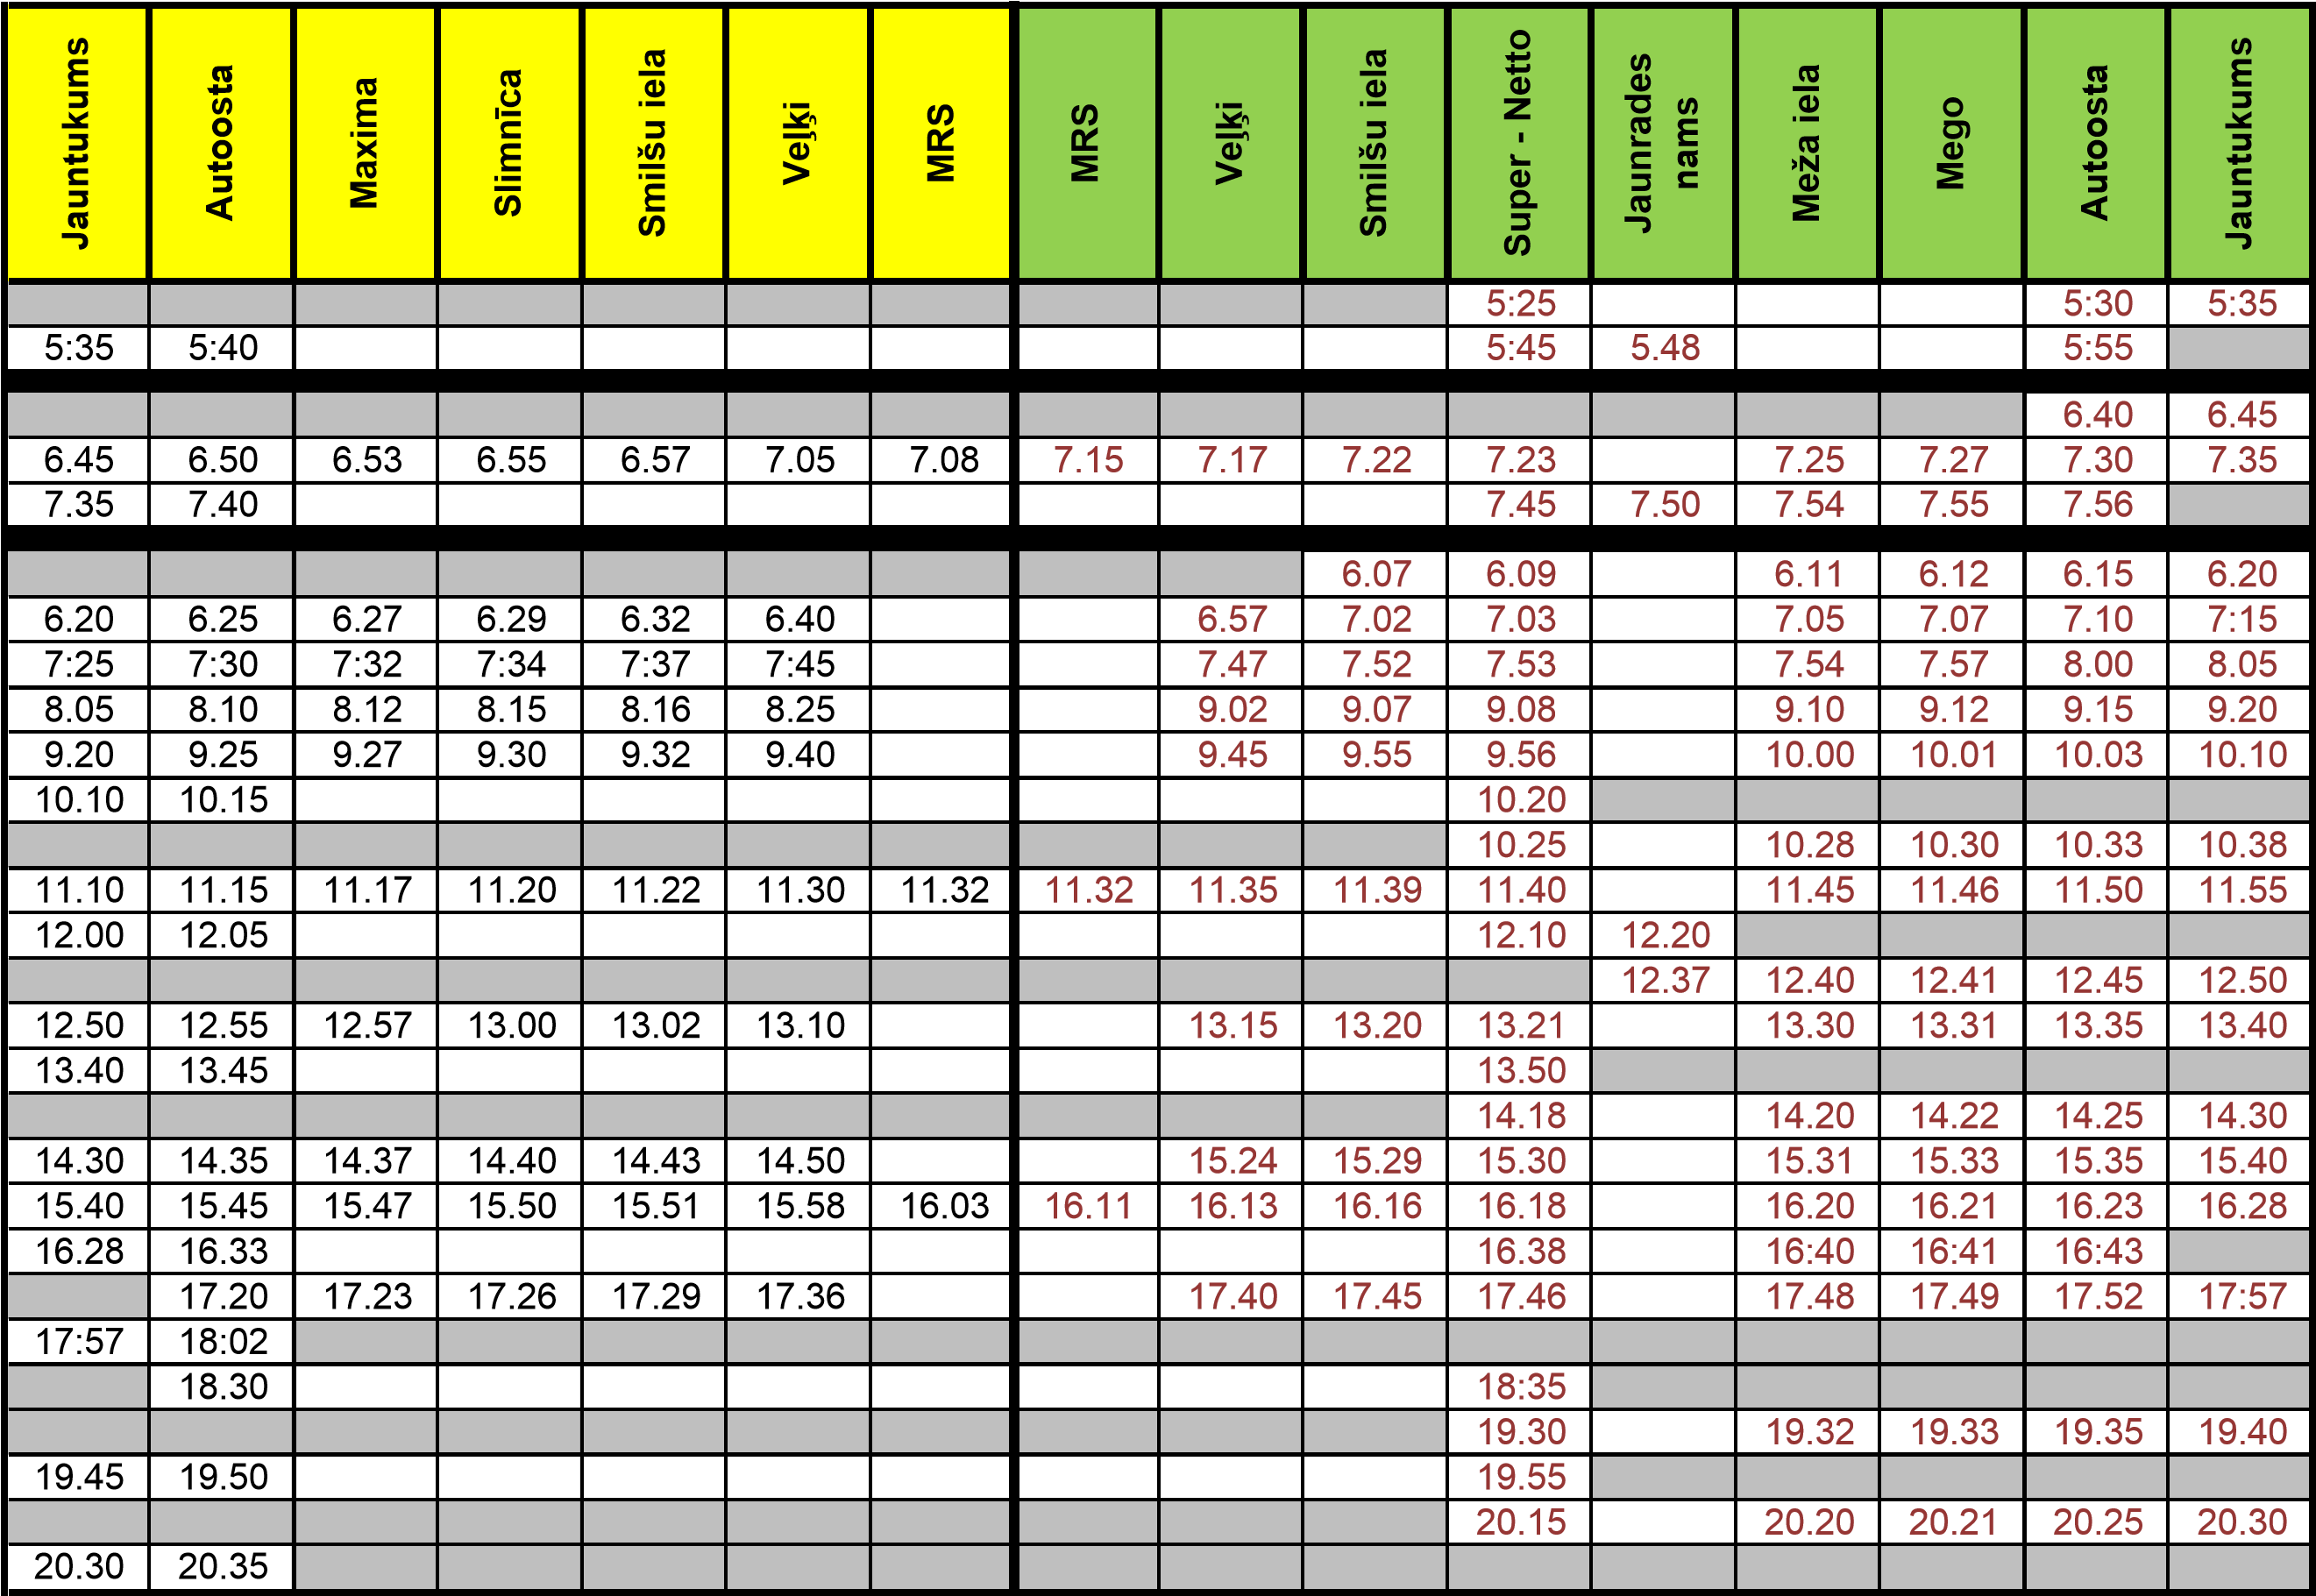 Jauntukums Autoosta Maxima Slimnīca Smilšu iela Veļķi MRS MRS Veļķi Smilšu iela Super - Netto Jaunrades nams Meža iela Mego Autoosta Jauntukums
5:25 5:30 5:35
5:35 5:40 5:45 5.48 5:55
6.40 6.45
6.45 6.50 6.53 6.55 6.57 7.05 7.08 7.15 7.17 7.22 7.23 7.25 7.27 7.30 7.35
7.35 7.40 7.45 7.50 7.54 7.55 7.56
6.07 6.09 6.11 6.12 6.15 6.20
6.20 6.25 6.27 6.29 6.32 6.40 6.57 7.02 7.03 7.05 7.07 7.10 7:15
7:25 7:30 7:32 7:34 7:37 7:45 7.47 7.52 7.53 7.54 7.57 8.00 8.05
8.05 8.10 8.12 8.15 8.16 8.25 9.02 9.07 9.08 9.10 9.12 9.15 9.20
9.20 9.25 9.27 9.30 9.32 9.40 9.45 9.55 9.56 10.00 10.01 10.03 10.10
10.10 10.15 10.20
10.25 10.28 10.30 10.33 10.38
11.10 11.15 11.17 11.20 11.22 11.30 11.32 11.32 11.35 11.39 11.40 11.45 11.46 11.50 11.55
12.00 12.05 12.10 12.20
12.37 12.40 12.41 12.45 12.50
12.50 12.55 12.57 13.00 13.02 13.10 13.15 13.20 13.21 13.30 13.31 13.35 13.40
13.40 13.45 13.50
14.18 14.20 14.22 14.25 14.30
14.30 14.35 14.37 14.40 14.43 14.50 15.24 15.29 15.30 15.31 15.33 15.35 15.40
15.40 15.45 15.47 15.50 15.51 15.58 16.03 16.11 16.13 16.16 16.18 16.20 16.21 16.23 16.28
16.28 16.33 16.38 16:40 16:41 16:43
17.20 17.23 17.26 17.29 17.36 17.40 17.45 17.46 17.48 17.49 17.52 17:57
17:57 18:02
18.30 18:35
19.30 19.32 19.33 19.35 19.40
19.45 19.50 19.55
20.15 20.20 20.21 20.25 20.30
20.30 20.35